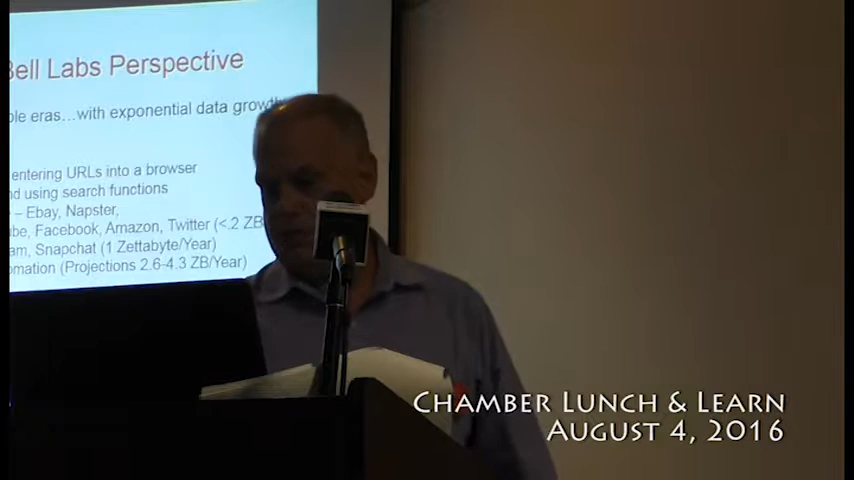 Bell Labs Perspective
ble eras...with exponential data growth
entering URLs into a browser
nd using search functions
– Ebay, Napster,
ube, Facebook, Amazon, Twitter (<.2 ZB
am, Snapchat (1 Zettabyte/Year)
omation (Projections 2.6-4.3 ZB/Year)
Chamber Lunch & Learn
August 4, 2016